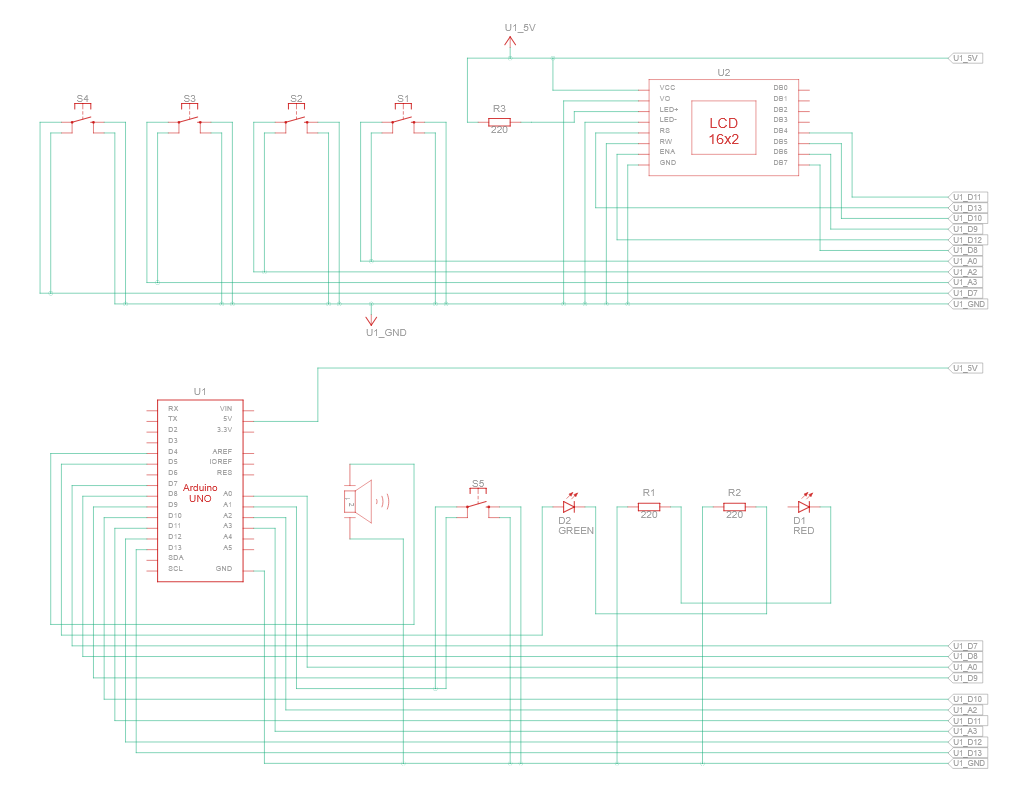 U1_5V
U1_5V
S4
S3
S2
S1
R3
220
U2
VCC
VO
LED+
LED-
RS
RW
ENA
GND
LCD
16x2
DB0
DB1
DB2
DB3
DB4
DB5
DB6
DB7
U1_D11
U1_D13
U1_D10
U1_D9
U1_D12
U1_D8
U1_A0
U1_A2
U1_A3
U1_D7
U1_GND
U1_GND
U1_5V
U1
RX
TX
D2
D3
D4
D5
D6
D7
D8
D9
D10
D11
D12
D13
SDA
SCL
Arduino
UNO
VIN
5V
3.3V
AREF
IOREF
RES
A0
A1
A2
A3
A4
A5
GND
1
2
S5
D2
GREEN
R1
220
R2
220
D1
RED
U1_D7
U1_D8
U1_A0
U1_D9
U1_D10
U1_A2
U1_D11
U1_A3
U1_D12
U1_D13
U1_GND